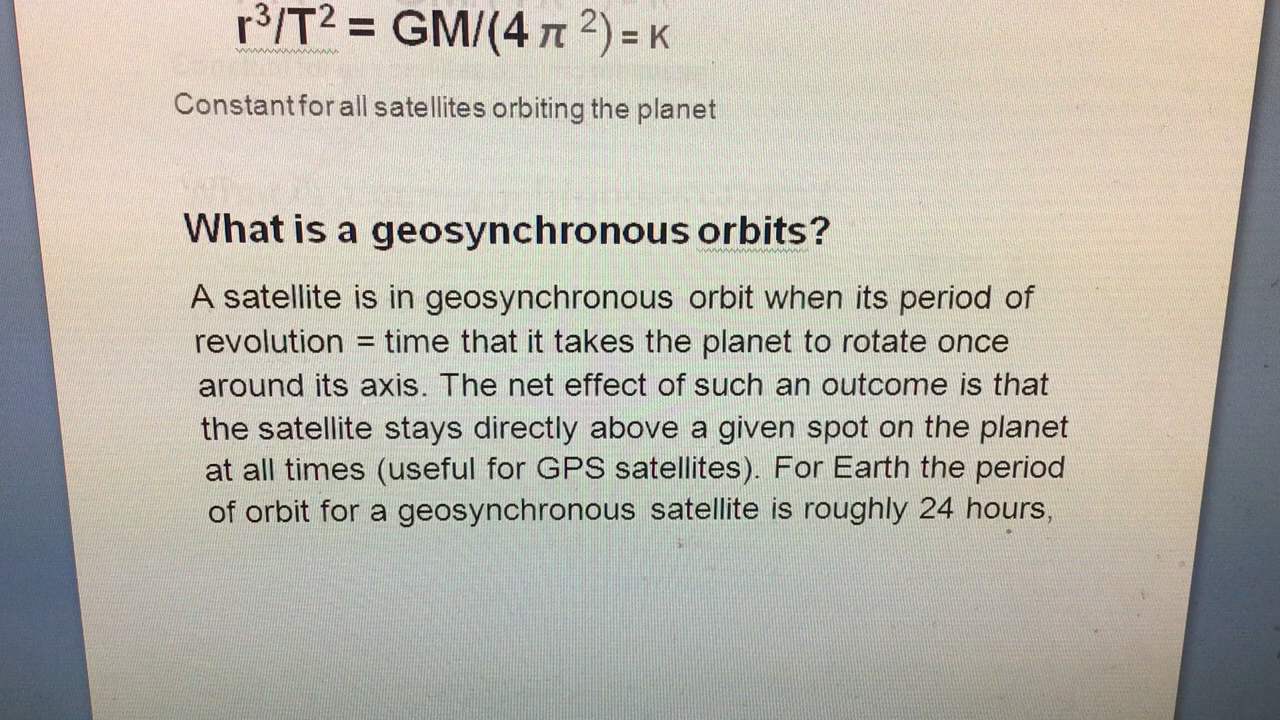 r³/T² = GM/(4 π ²) = K
Constant for all satellites orbiting the planet
What is a geosynchronous orbits?
A satellite is in geosynchronous orbit when its period of
revolution = time that it takes the planet to rotate once
around its axis. The net effect of such an outcome is that
the satellite stays directly above a given spot on the planet
at all times (useful for GPS satellites). For Earth the period
of orbit for a geosynchronous satellite is roughly 24 hours,